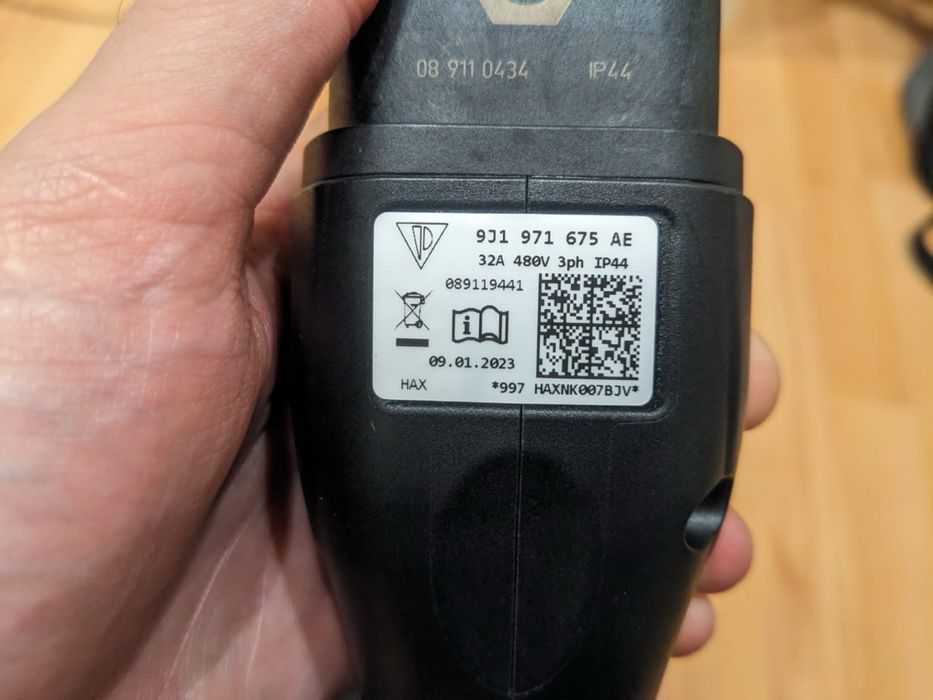 08 911 0434 IP44
9J1 971 675 AE
32A 480V 3ph IP44
089119441
09.01.2023
HAX *997 HAXNK007BJV*